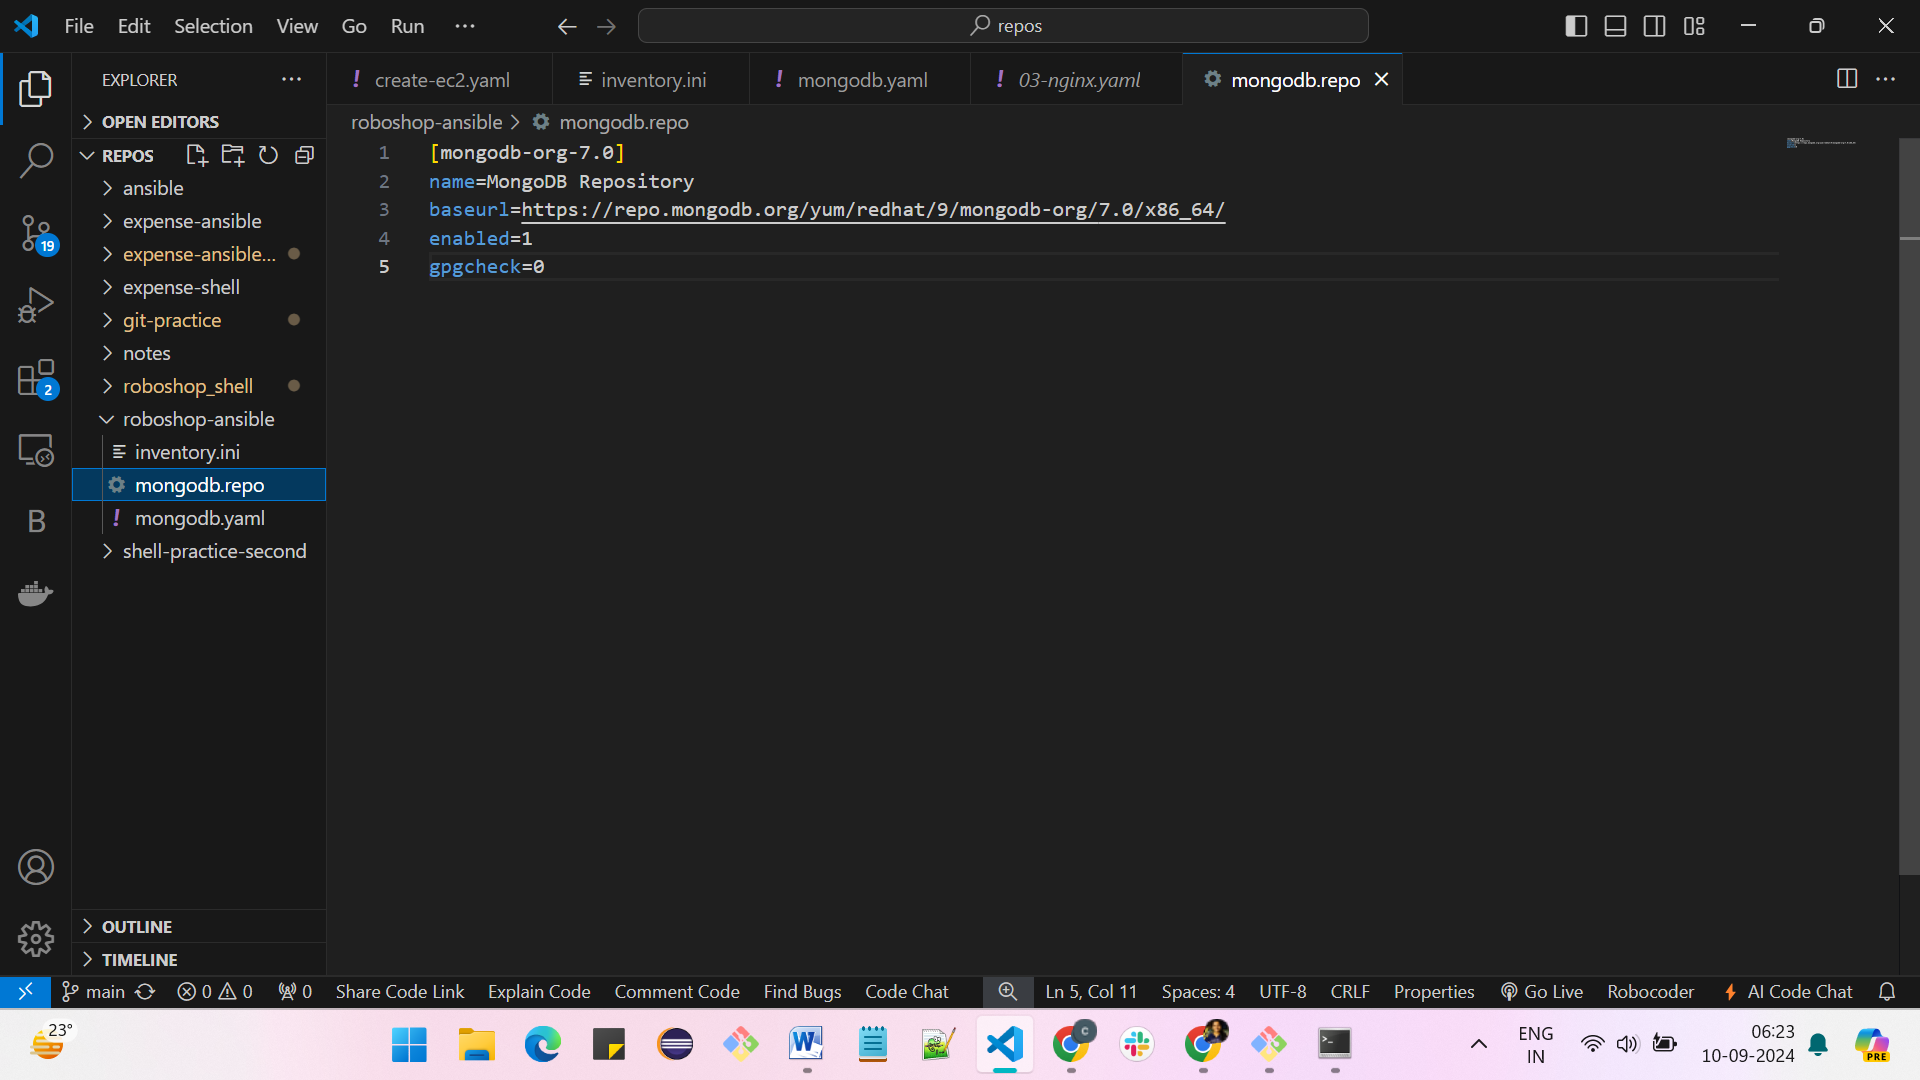 File Edit Selection View Go Run ···
repos
EXPLORER ···
OPEN EDITORS
REPOS
ansible
expense-ansible
expense-ansible...
expense-shell
git-practice
notes
roboshop_shell
roboshop-ansible
inventory.ini
mongodb.repo
mongodb.yaml
shell-practice-second
OUTLINE
TIMELINE
19
2
B
! create-ec2.yaml
inventory.ini
! mongodb.yaml
! 03-nginx.yaml
mongodb.repo
roboshop-ansible > mongodb.repo
1 [mongodb-org-7.0]
2 name=MongoDB Repository
3 baseurl=https://repo.mongodb.org/yum/redhat/9/mongodb-org/7.0/x86_64/
4 enabled=1
5 gpgcheck=0
main 0 0 0 Share Code Link Explain Code Comment Code Find Bugs Code Chat Ln 5, Col 11 Spaces: 4 UTF-8 CRLF Properties Go Live Robocoder AI Code Chat
23°
W
C
ENG
IN
06:23
10-09-2024
PRE